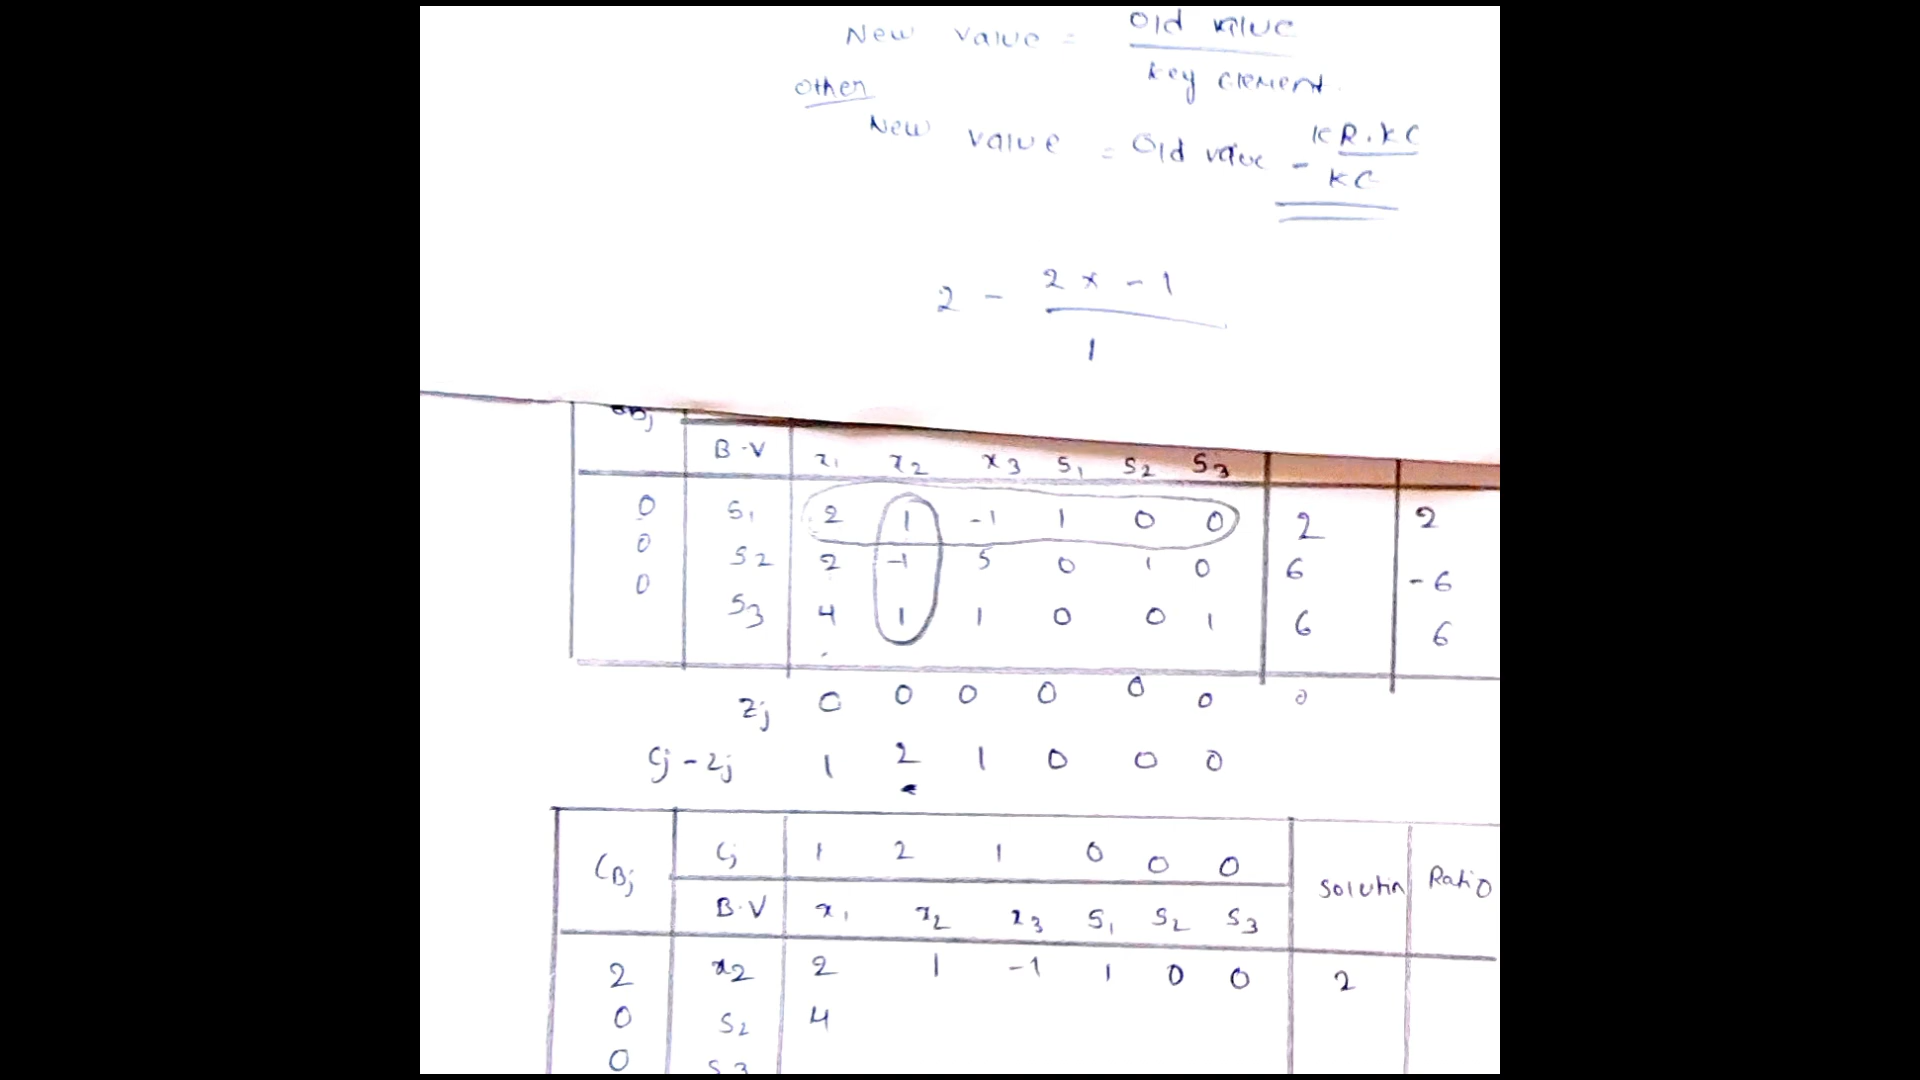 New value = Old value
key element.
Other
New value = Old value - KR.KC
KC
2 - 2 x -1
1
B.V x1 x2 x3 S1 S2 S3
0 S1 2 1 -1 1 0 0 2 2
0 S2 2 -1 5 0 1 0 6 -6
0 S3 4 1 1 0 0 1 6 6
Zj 0 0 0 0 0 0 0
Cj - Zj 1 2 1 0 0 0
CBj Cj 1 2 1 0 0 0 Solutin Ratio
B.V x1 x2 x3 S1 S2 S3
2 x2 2 1 -1 1 0 0 2
0 S2 4
0 S3